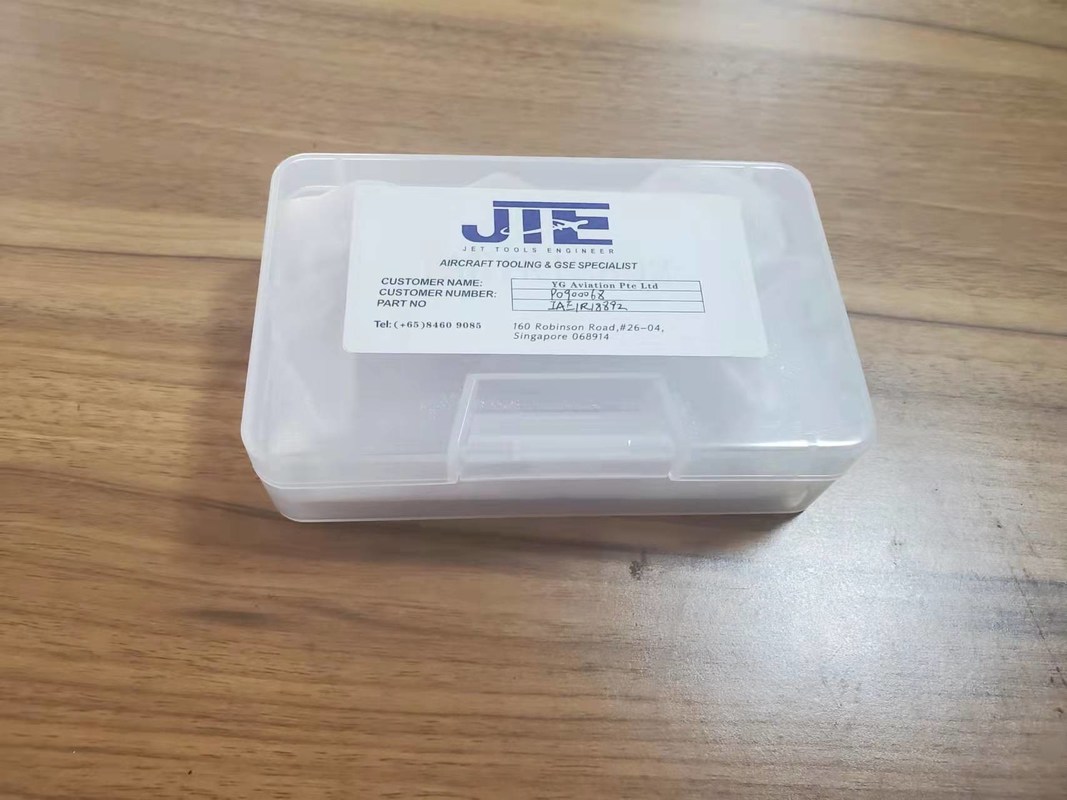 JTE
JET TOOLS ENGINEER
AIRCRAFT TOOLING & GSE SPECIALIST
CUSTOMER NAME: YG Aviation Pte Ltd
CUSTOMER NUMBER: PO900068
PART NO IAE1R18892
Tel:(+65)8460 9085
160 Robinson Road,#26-04,
Singapore 068914